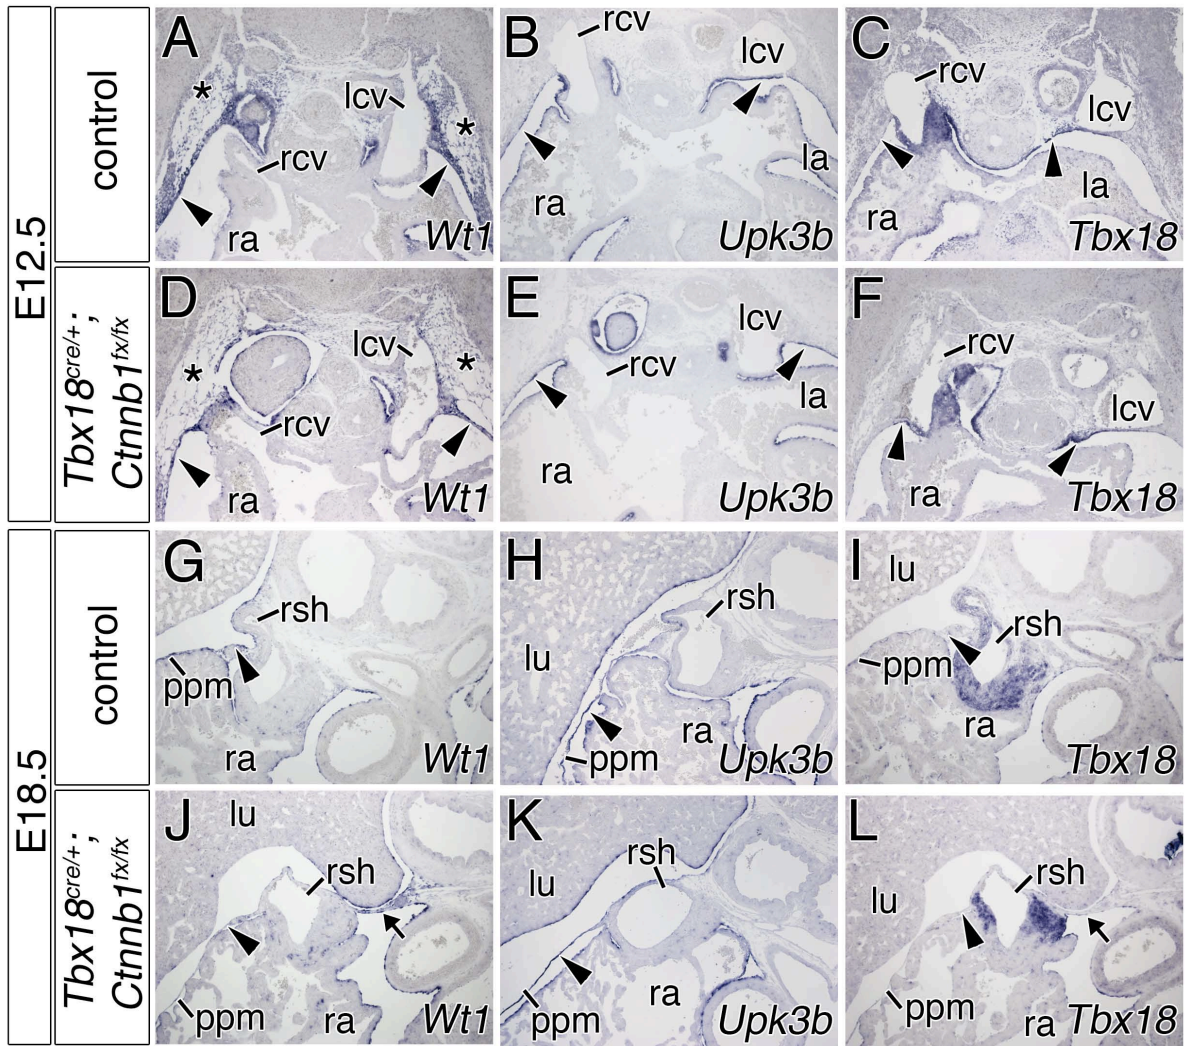 E12.5
control
A
*
lcv
*
rcv
ra
Wt1
B
rcv
lcv
la
ra
Upk3b
C
rcv
lcv
la
ra
Tbx18
Tbx18cre/+;
Ctnnb1fx/fx
D
lcv
*
*
rcv
ra
Wt1
E
lcv
rcv
la
ra
Upk3b
F
rcv
lcv
ra
Tbx18
E18.5
control
G
rsh
ppm
ra
Wt1
H
rsh
lu
ra
ppm
Upk3b
I
lu
rsh
ppm
ra
Tbx18
Tbx18cre/+;
Ctnnb1fx/fx
J
lu
rsh
ppm
ra
Wt1
K
rsh
lu
ra
ppm
Upk3b
L
rsh
lu
ppm
ra
Tbx18